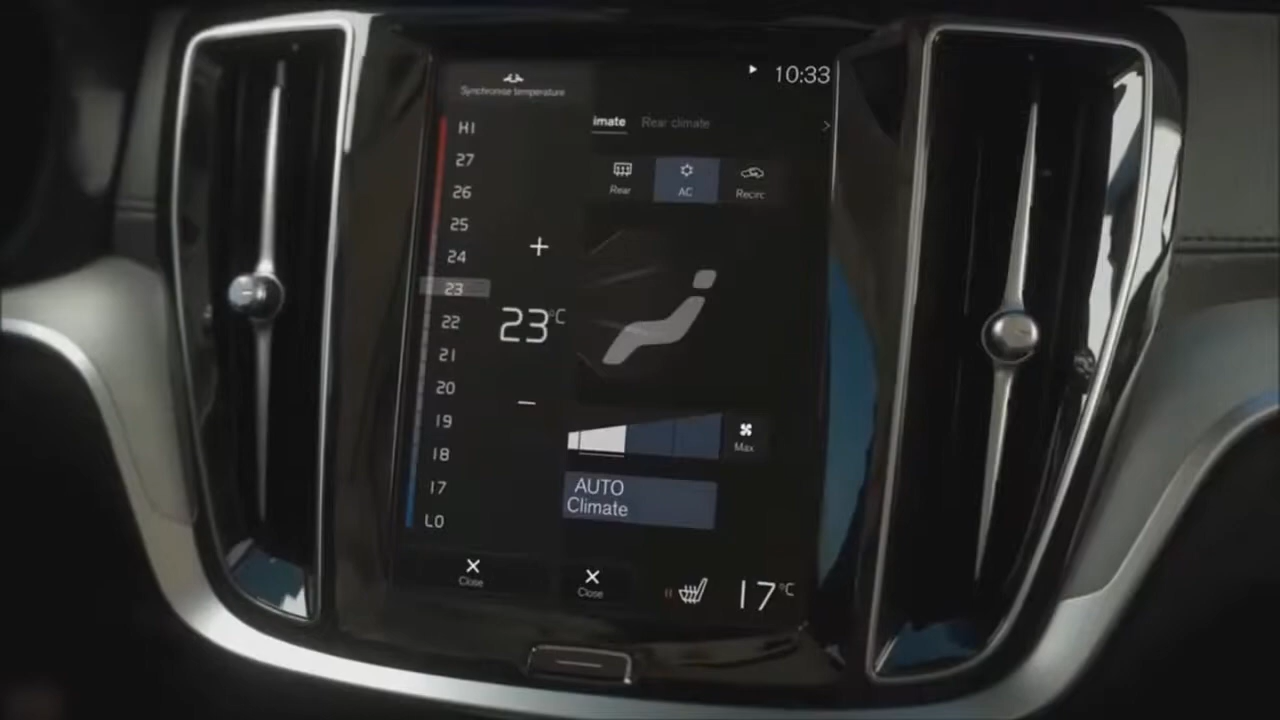 10:33
Synchronise temperature
imate Rear climate
HI
27
26
25
24
23
22
21
20
19
18
17
LO
Rear
AC
Recirc
+
23°C
−
Max
AUTO
Climate
Close
Close
17°C